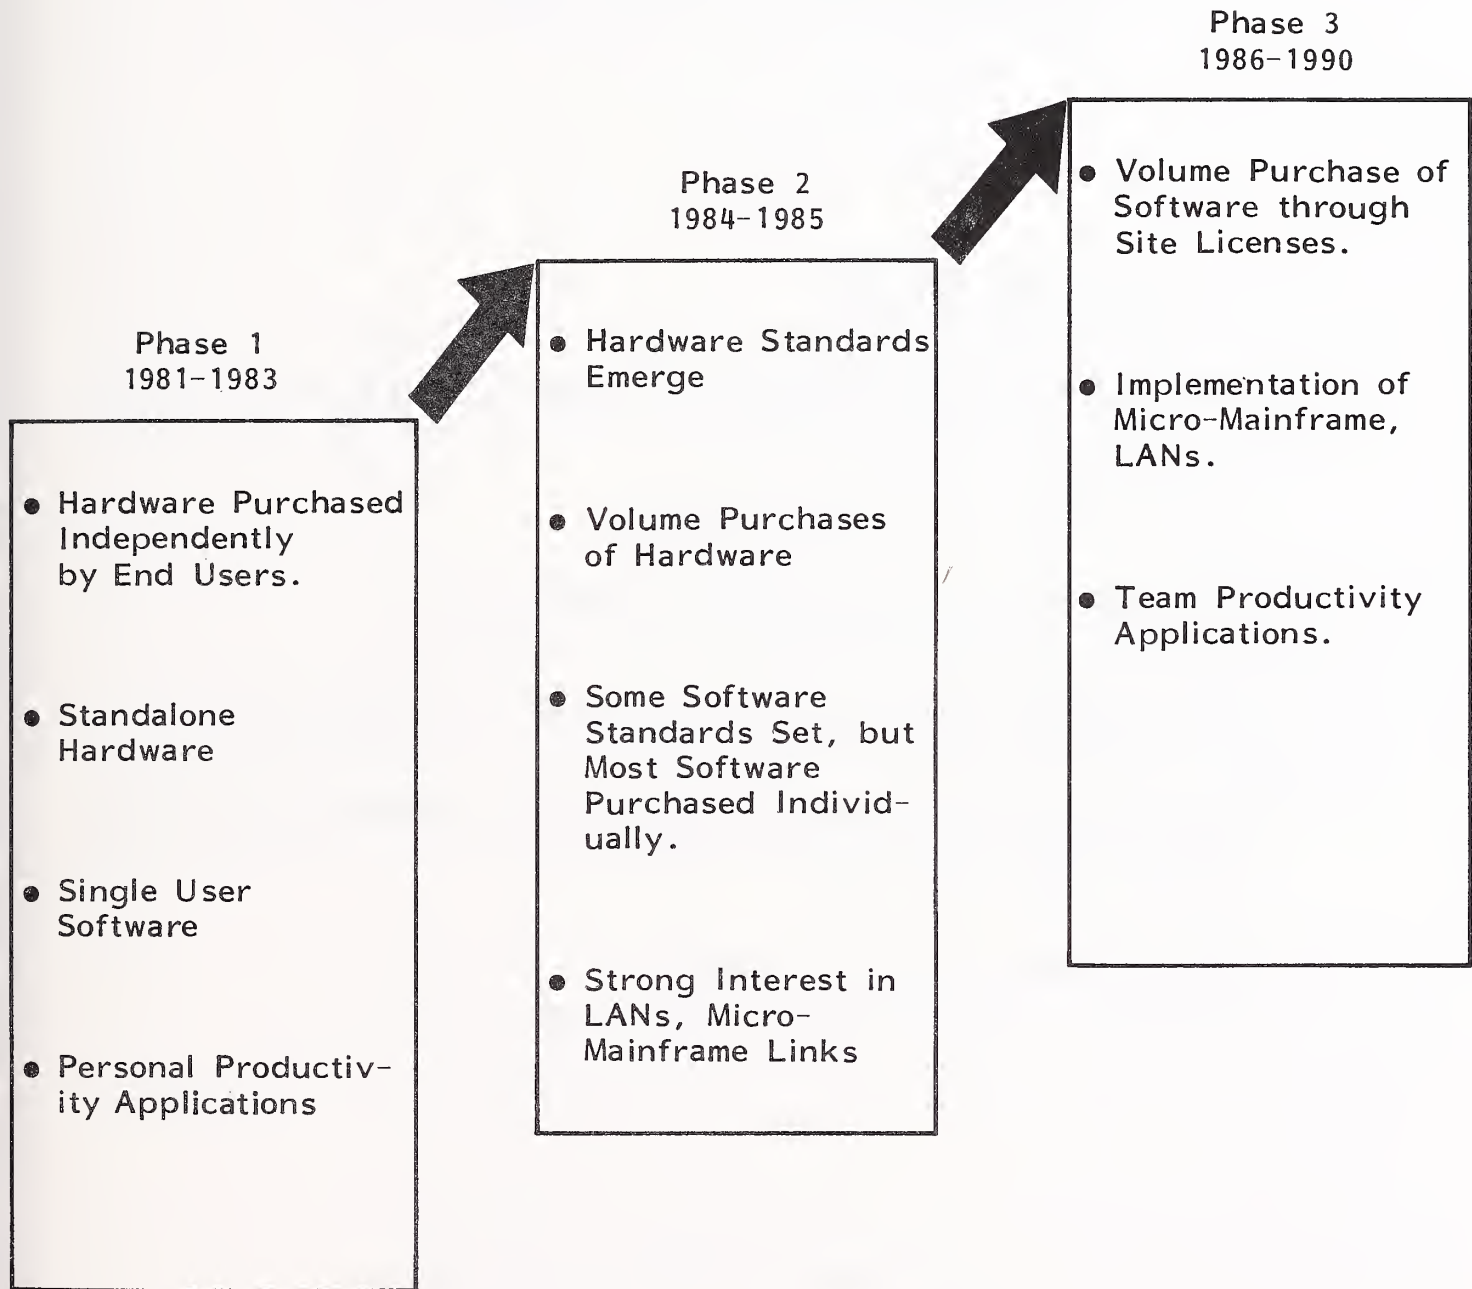 Phase 1
1981-1983
● Hardware Purchased
Independently
by End Users.
● Standalone
Hardware
● Single User
Software
● Personal Productiv-
ity Applications
Phase 2
1984-1985
● Hardware Standards
Emerge
● Volume Purchases
of Hardware
● Some Software
Standards Set, but
Most Software
Purchased Individ-
ually.
● Strong Interest in
LANs, Micro-
Mainframe Links
Phase 3
1986-1990
● Volume Purchase of
Software through
Site Licenses.
● Implementation of
Micro-Mainframe,
LANs.
● Team Productivity
Applications.